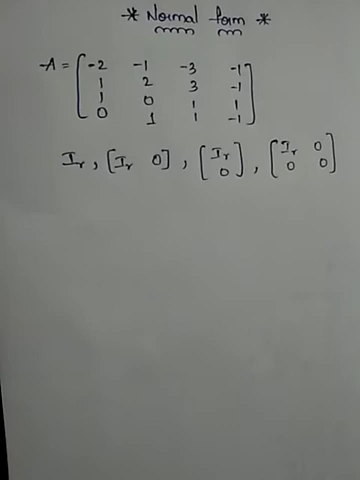 * Normal form *
A = [ -2 -1 -3 -1
1 2 3 -1
1 0 1 1
0 1 1 -1 ]
Ir, [Ir 0], [Ir
0], [Ir 0
0 0]